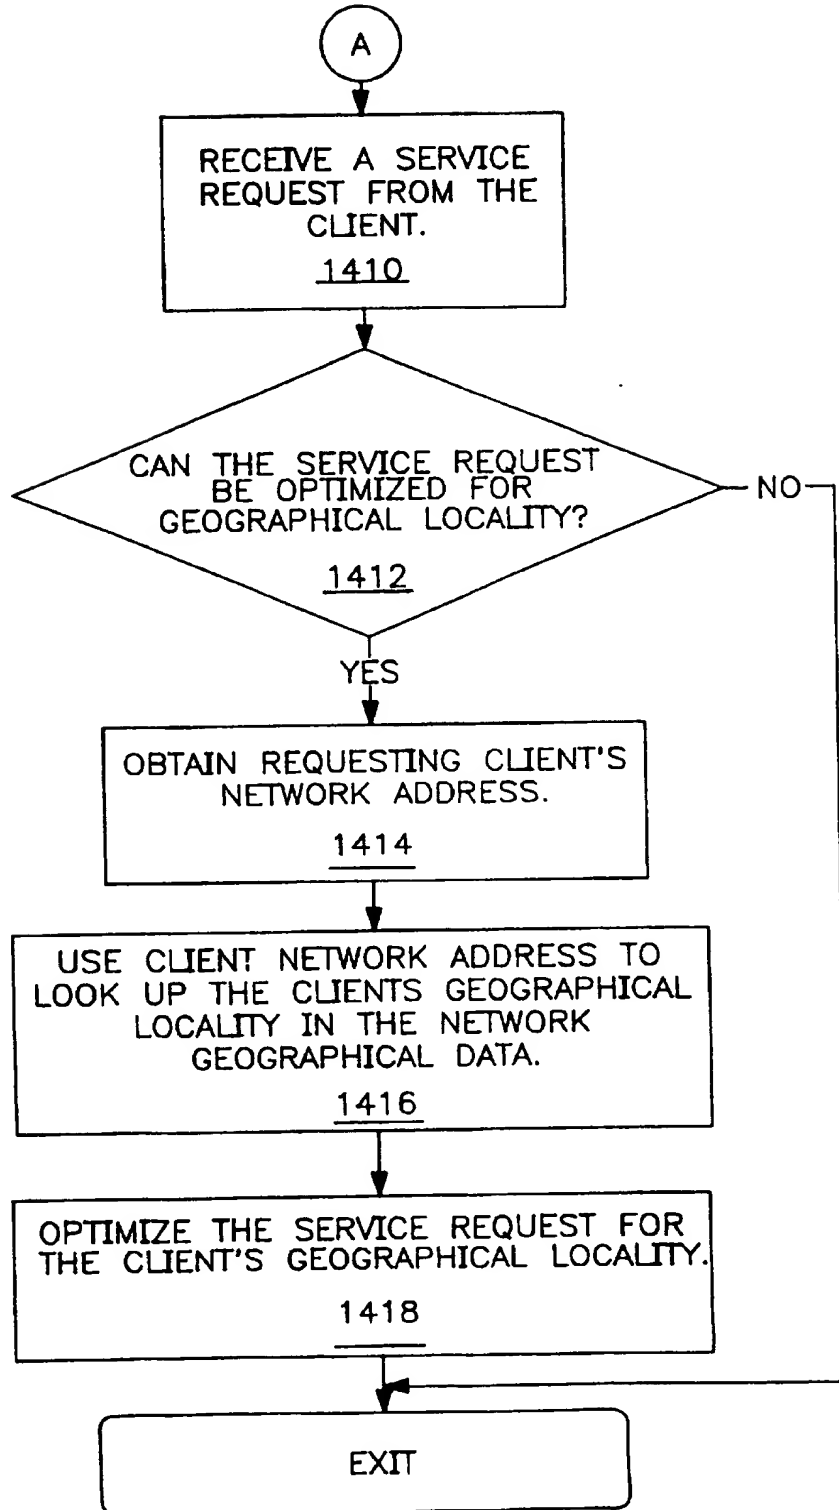 A
RECEIVE A SERVICE
REQUEST FROM THE
CLIENT.
1410
CAN THE SERVICE REQUEST
BE OPTIMIZED FOR
GEOGRAPHICAL LOCALITY?
1412
NO
YES
OBTAIN REQUESTING CLIENT'S
NETWORK ADDRESS.
1414
USE CLIENT NETWORK ADDRESS TO
LOOK UP THE CLIENTS GEOGRAPHICAL
LOCALITY IN THE NETWORK
GEOGRAPHICAL DATA.
1416
OPTIMIZE THE SERVICE REQUEST FOR
THE CLIENT'S GEOGRAPHICAL LOCALITY.
1418
EXIT